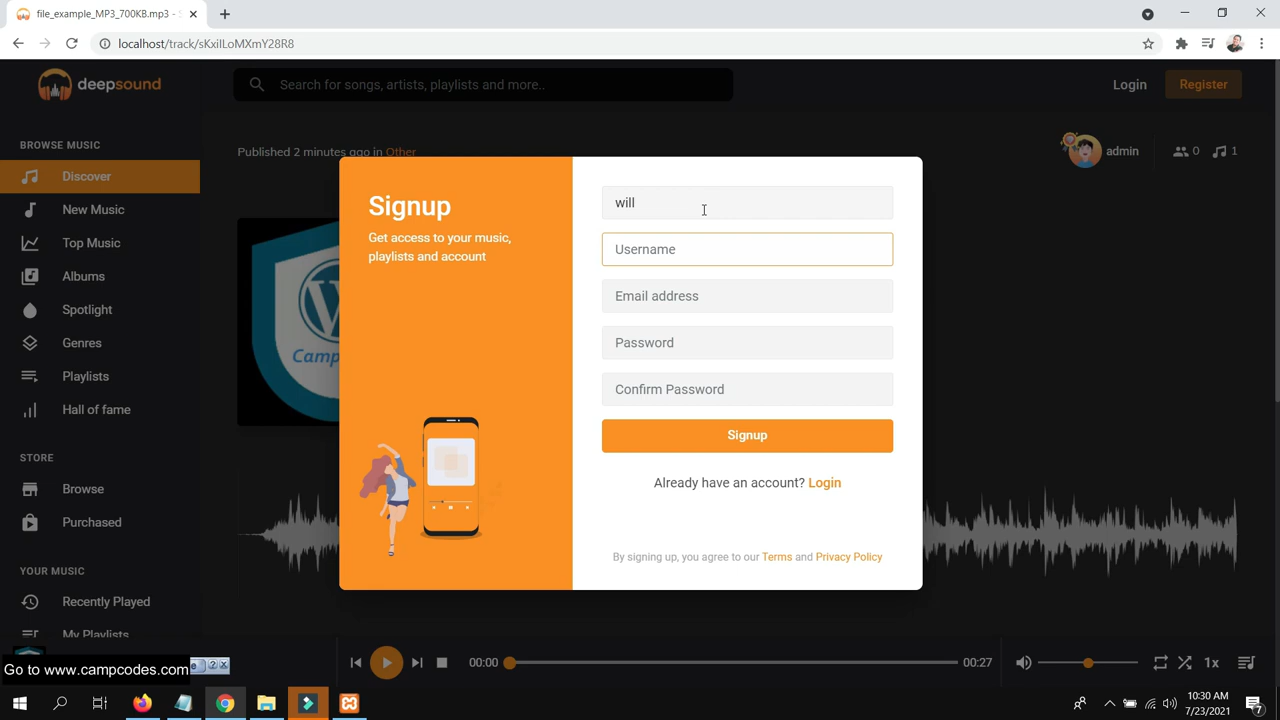 file_example_MP3_700KB.mp3 - S
localhost/track/sKxiILoMXmY28R8
deepsound
Search for songs, artists, playlists and more..
Login
Register
BROWSE MUSIC
Discover
New Music
Top Music
Albums
Spotlight
Genres
Playlists
Hall of fame
STORE
Browse
Purchased
YOUR MUSIC
Recently Played
My Playlists
Published 2 minutes ago in Other
admin
0
1
Camp
Signup
Get access to your music,
playlists and account
will
Username
Email address
Password
Confirm Password
Signup
Already have an account? Login
By signing up, you agree to our Terms and Privacy Policy
00:00
00:27
1x
Go to www.campcodes.com
10:30 AM
7/23/2021
7